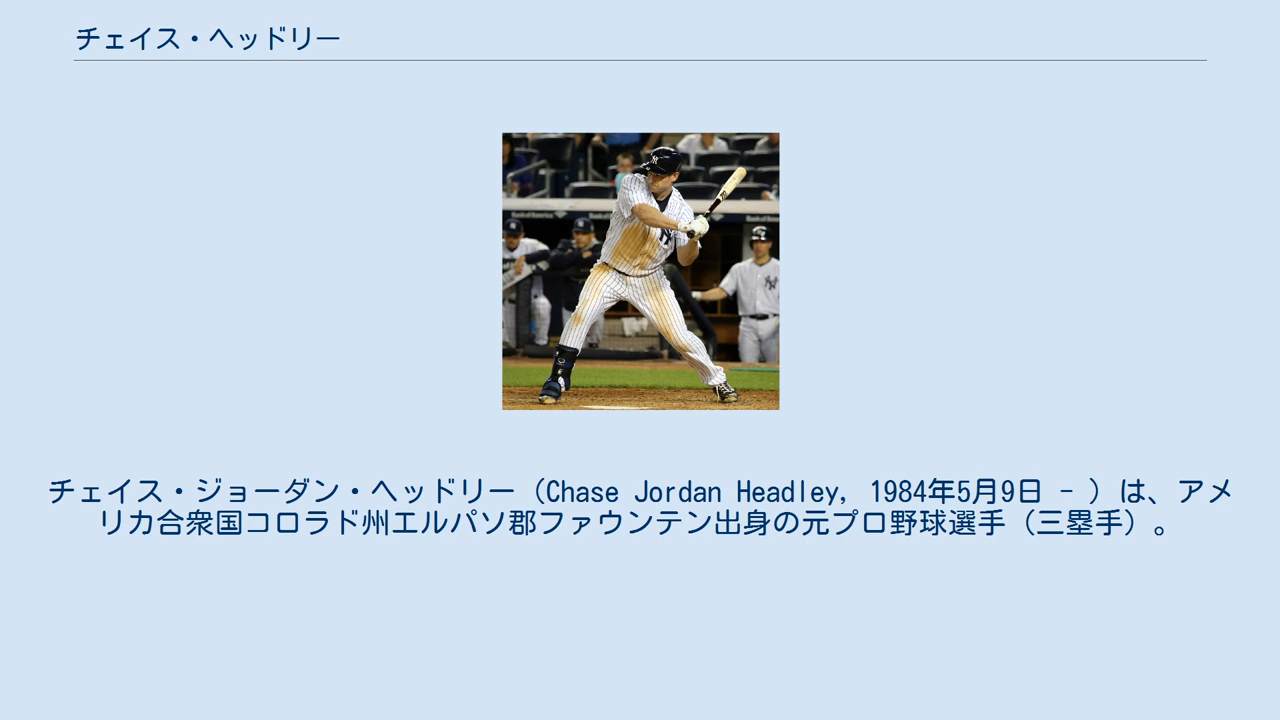 チェイス・ヘッドリー
Bank of America
チェイス・ジョーダン・ヘッドリー（Chase Jordan Headley, 1984年5月9日 - ）は、アメ
リカ合衆国コロラド州エルパソ郡ファウンテン出身の元プロ野球選手（三塁手）。